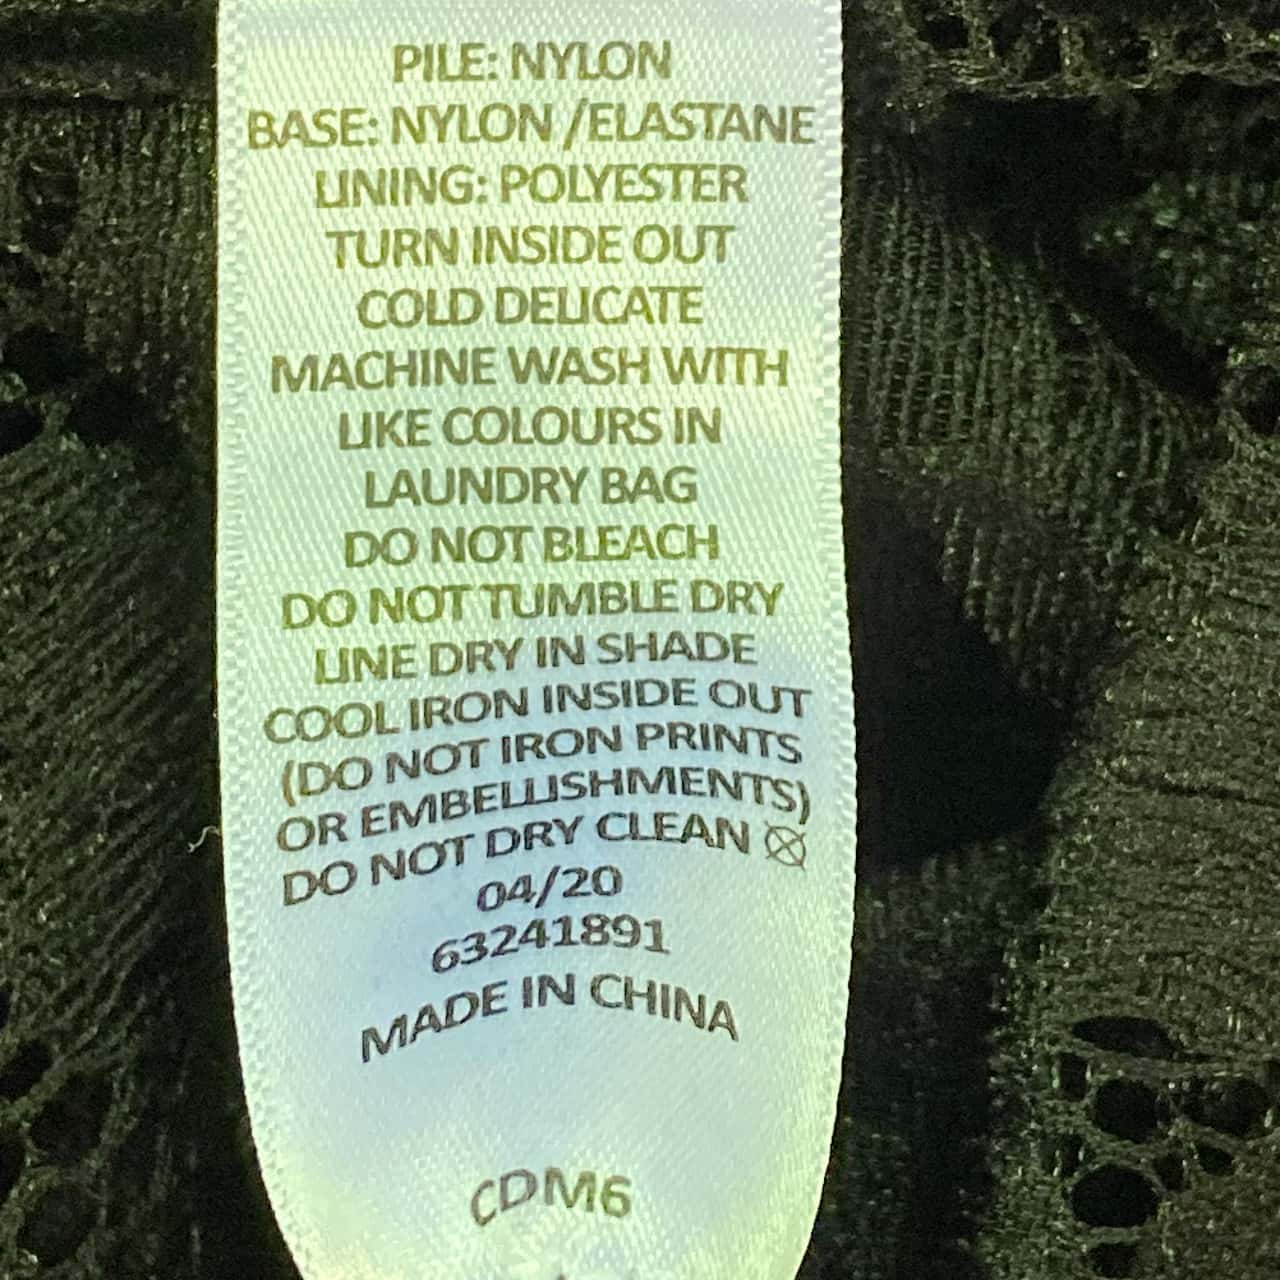 PILE: NYLON
BASE: NYLON /ELASTANE
LINING: POLYESTER
TURN INSIDE OUT
COLD DELICATE
MACHINE WASH WITH
LIKE COLOURS IN
LAUNDRY BAG
DO NOT BLEACH
DO NOT TUMBLE DRY
LINE DRY IN SHADE
COOL IRON INSIDE OUT
(DO NOT IRON PRINTS
OR EMBELLISHMENTS)
DO NOT DRY CLEAN
04/20
63241891
MADE IN CHINA
CDM6